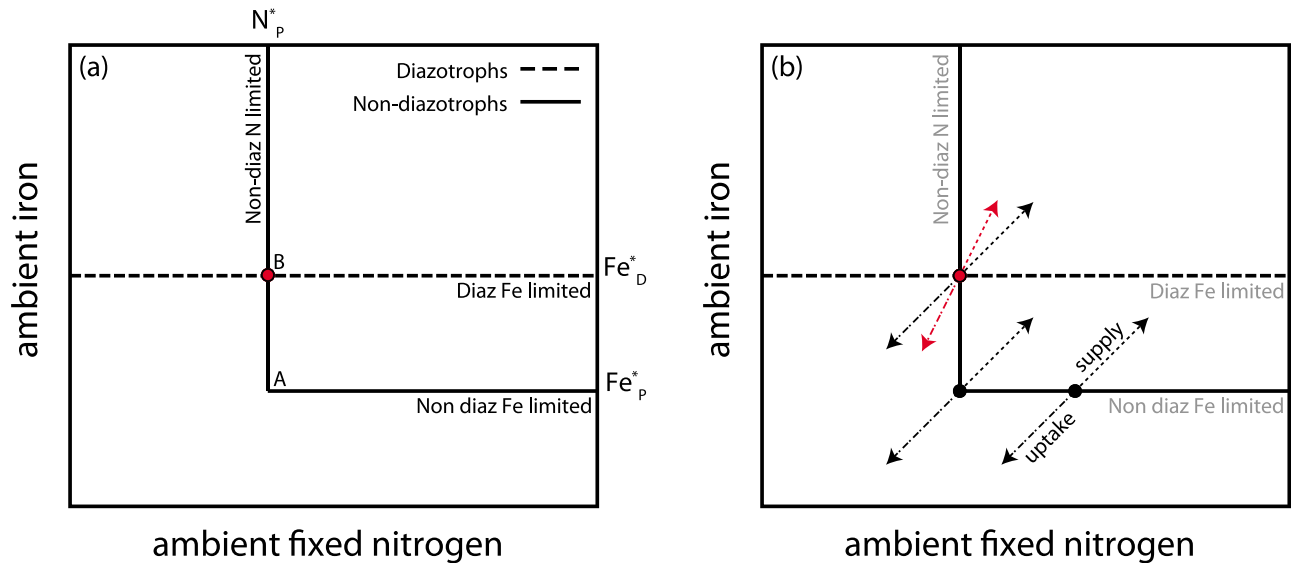 N*P
(a)
Diazotrophs
Non-diazotrophs
Non-diaz N limited
ambient iron
B
Fe*D
Diaz Fe limited
A
Fe*P
Non diaz Fe limited
ambient fixed nitrogen
(b)
Non-diaz N limited
ambient iron
Diaz Fe limited
supply
uptake
Non diaz Fe limited
ambient fixed nitrogen